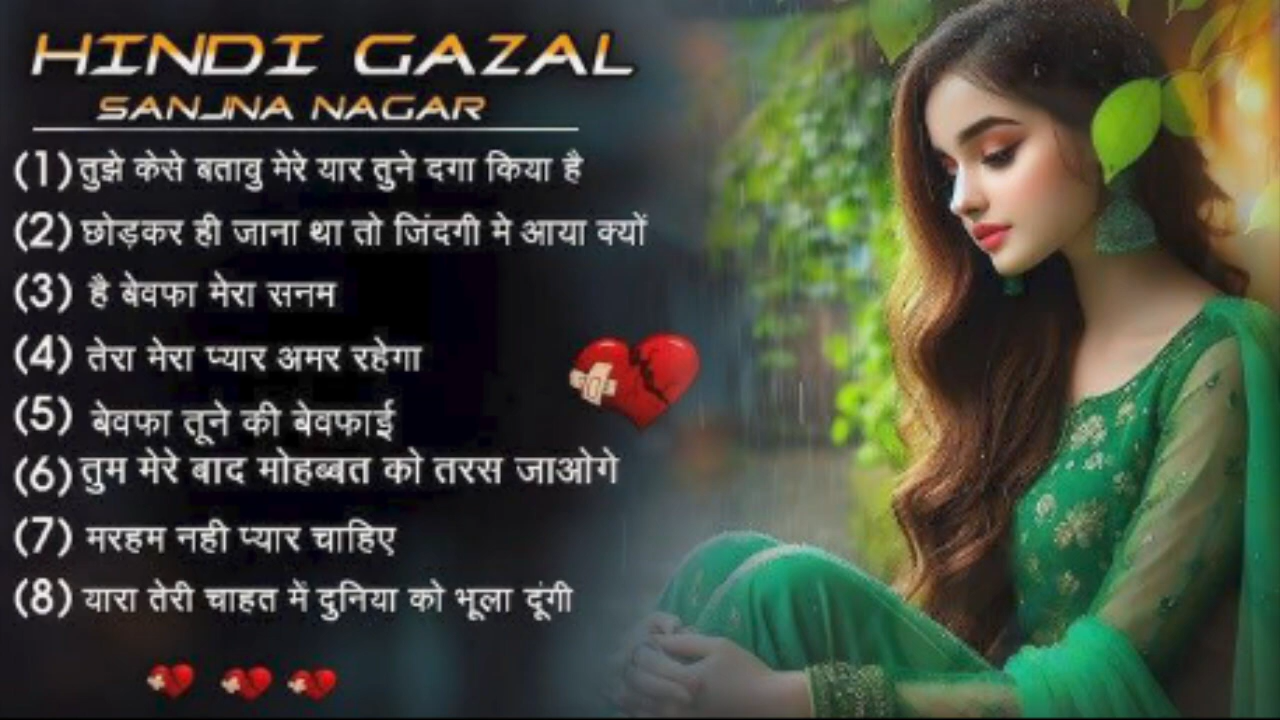 HINDI GAZAL
SANJNA NAGAR
(1) तुझे केसे बतावु मेरे यार तुने दगा किया है
(2) छोड़कर ही जाना था तो जिंदगी मे आया क्यों
(3) है बेवफा मेरा सनम
(4) तेरा मेरा प्यार अमर रहेगा
(5) बेवफा तूने की बेवफाई
(6) तुम मेरे बाद मोहब्बत को तरस जाओगे
(7) मरहम नही प्यार चाहिए
(8) यारा तेरी चाहत में दुनिया को भूला दूंगी